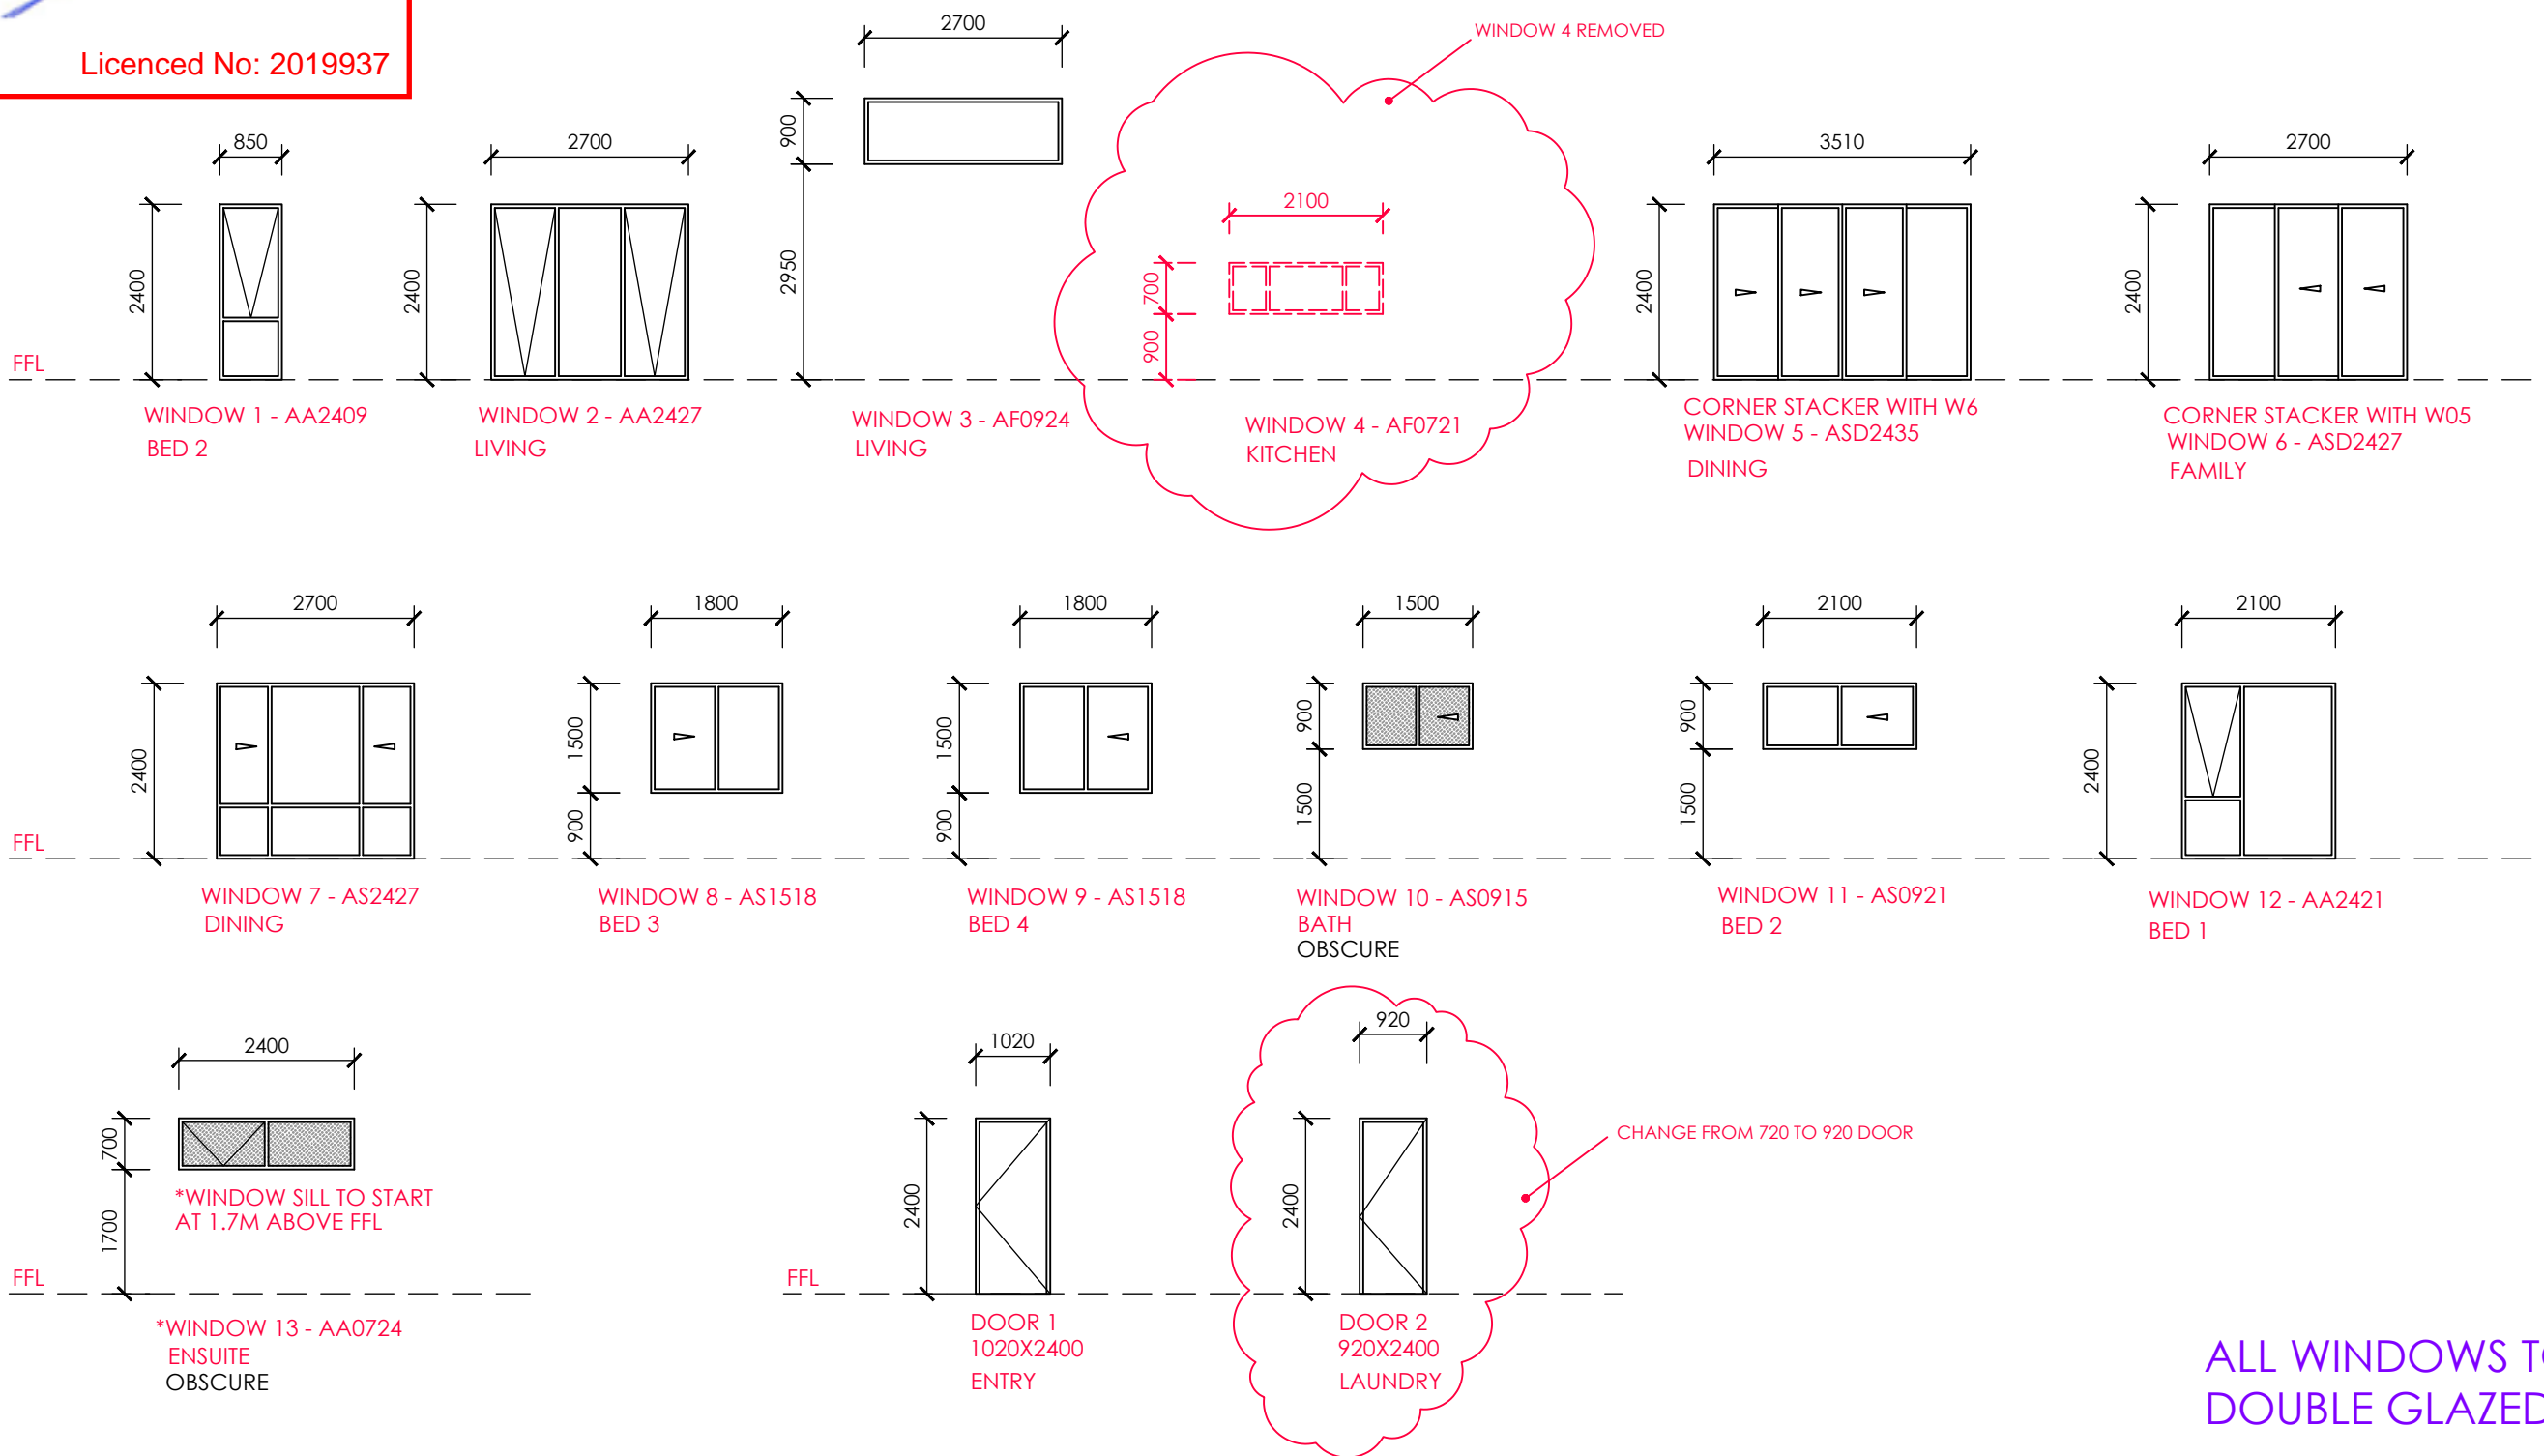 Licenced No: 2019937
2700
WINDOW 4 REMOVED
900
2950
850
2400
2700
2400
2100
700
900
3510
2400
2700
2400
FFL
WINDOW 1 - AA2409
BED 2
WINDOW 2 - AA2427
LIVING
WINDOW 3 - AF0924
LIVING
WINDOW 4 - AF0721
KITCHEN
CORNER STACKER WITH W6
WINDOW 5 - ASD2435
DINING
CORNER STACKER WITH W05
WINDOW 6 - ASD2427
FAMILY
2700
2400
1800
1500
900
1800
1500
900
1500
900
1500
2100
900
1500
2100
2400
FFL
WINDOW 7 - AS2427
DINING
WINDOW 8 - AS1518
BED 3
WINDOW 9 - AS1518
BED 4
WINDOW 10 - AS0915
BATH
OBSCURE
WINDOW 11 - AS0921
BED 2
WINDOW 12 - AA2421
BED 1
2400
700
1700
*WINDOW SILL TO START
AT 1.7M ABOVE FFL
FFL
*WINDOW 13 - AA0724
ENSUITE
OBSCURE
1020
2400
FFL
DOOR 1
1020X2400
ENTRY
920
2400
CHANGE FROM 720 TO 920 DOOR
DOOR 2
920X2400
LAUNDRY
ALL WINDOWS TO
DOUBLE GLAZED